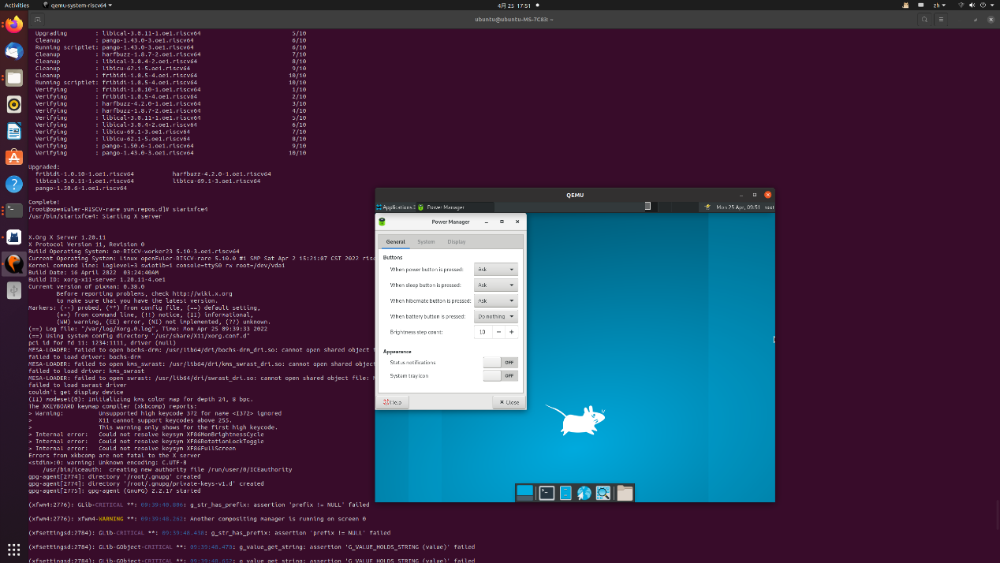 Activities
qemu-system-riscv64
4月 25 17:51
zh
ubuntu@ubuntu-MS-7C83: ~
Upgrading : libical-3.0.11-1.oe1.riscv64 5/10
Cleanup : pango-1.43.0-3.oe1.riscv64 6/10
Running scriptlet: pango-1.43.0-3.oe1.riscv64 6/10
Cleanup : harfbuzz-1.8.7-2.oe1.riscv64 7/10
Cleanup : libical-3.0.4-2.oe1.riscv64 8/10
Cleanup : libicu-62.1-5.oe1.riscv64 9/10
Cleanup : fribidi-1.0.5-4.oe1.riscv64 10/10
Running scriptlet: fribidi-1.0.5-4.oe1.riscv64 10/10
Verifying : fribidi-1.0.10-1.oe1.riscv64 1/10
Verifying : fribidi-1.0.5-4.oe1.riscv64 2/10
Verifying : harfbuzz-4.2.0-1.oe1.riscv64 3/10
Verifying : harfbuzz-1.8.7-2.oe1.riscv64 4/10
Verifying : libical-3.0.11-1.oe1.riscv64 5/10
Verifying : libical-3.0.4-2.oe1.riscv64 6/10
Verifying : libicu-69.1-3.oe1.riscv64 7/10
Verifying : libicu-62.1-5.oe1.riscv64 8/10
Verifying : pango-1.50.6-1.oe1.riscv64 9/10
Verifying : pango-1.43.0-3.oe1.riscv64 10/10
Upgraded:
fribidi-1.0.10-1.oe1.riscv64 harfbuzz-4.2.0-1.oe1.riscv64
libical-3.0.11-1.oe1.riscv64 libicu-69.1-3.oe1.riscv64
pango-1.50.6-1.oe1.riscv64
Complete!
[root@openEuler-RISCV-rare yum.repos.d]# startxfce4
/usr/bin/startxfce4: Starting X server
X.Org X Server 1.20.11
X Protocol Version 11, Revision 0
Build Operating System: oe-RISCV-worker23 5.10-3.oe1.riscv64
Current Operating System: Linux openEuler-RISCV-rare 5.10.0 #1 SMP Sat Apr 2 15:21:07 CST 2022
Kernel command line: loglevel=3 swiotlb=1 console=tty50 rw root=/dev/vda1
Build Date: 16 April 2022 03:24:40AM
Build ID: xorg-x11-server 1.20.11-4.oe1
Current version of pixman: 0.38.0
Before reporting problems, check http://wiki.x.org
to make sure that you have the latest version.
Markers: (--) probed, (**) from config file, (==) default setting,
(++) from command line, (!!) notice, (II) informational,
(WW) warning, (EE) error, (NI) not implemented, (??) unknown.
(==) Log file: "/var/log/Xorg.0.log", Time: Mon Apr 25 09:39:33 2022
(==) Using system config directory "/usr/share/X11/xorg.conf.d"
pci id for fd 11: 1234:1111, driver (null)
MESA-LOADER: failed to open bochs-drm: /usr/lib64/dri/bochs-drm_dri.so: cannot open shared object
failed to load driver: bochs-drm
MESA-LOADER: failed to open kms_swrast: /usr/lib64/dri/kms_swrast_dri.so: cannot open shared object
failed to load driver: kms_swrast
MESA-LOADER: failed to open swrast: /usr/lib64/dri/swrast_dri.so: cannot open shared object file:
failed to load swrast driver
couldn't get display device
(II) modeset(0): Initializing kms color map for depth 24, 8 bpc.
The XKEYBOARD keymap compiler (xkbcomp) reports:
> Warning: Unsupported high keycode 372 for name <I372> ignored
> X11 cannot support keycodes above 255.
> This warning only shows for the first high keycode.
> Internal error: Could not resolve keysym XF86MonBrightnessCycle
> Internal error: Could not resolve keysym XF86RotationLockToggle
> Internal error: Could not resolve keysym XF86FullScreen
Errors from xkbcomp are not fatal to the X server
<stdin>:0: warning: Unknown encoding: C.UTF-8
/usr/bin/iceauth: creating new authority file /run/user/0/ICEauthority
gpg-agent[2774]: directory '/root/.gnupg' created
gpg-agent[2774]: directory '/root/.gnupg/private-keys-v1.d' created
gpg-agent[2775]: gpg-agent (GnuPG) 2.2.17 started
(xfwm4:2776): GLib-CRITICAL **: 09:39:40.806: g_str_has_prefix: assertion 'prefix != NULL' failed
(xfwm4:2776): xfwm4-WARNING **: 09:39:48.262: Another compositing manager is running on screen 0
(xfsettingsd:2784): GLib-CRITICAL **: 09:39:48.438: g_str_has_prefix: assertion 'prefix != NULL' failed
(xfsettingsd:2784): GLib-GObject-CRITICAL **: 09:39:48.470: g_value_get_string: assertion 'G_VALUE_HOLDS_STRING (value)' failed
(xfsettingsd:2784): GLib-GObject-CRITICAL **: 09:39:48.652: g_value_get_string: assertion 'G_VALUE_HOLDS_STRING (value)' failed
QEMU
Applications
Power Manager
Mon 25 Apr, 09:51
root
Power Manager
General System Display
Buttons
When power button is pressed: Ask
When sleep button is pressed: Ask
When hibernate button is pressed: Ask
When battery button is pressed: Do nothing
Brightness step count: 10 − +
Appearance
Status notifications OFF
System tray icon OFF
Help
Close